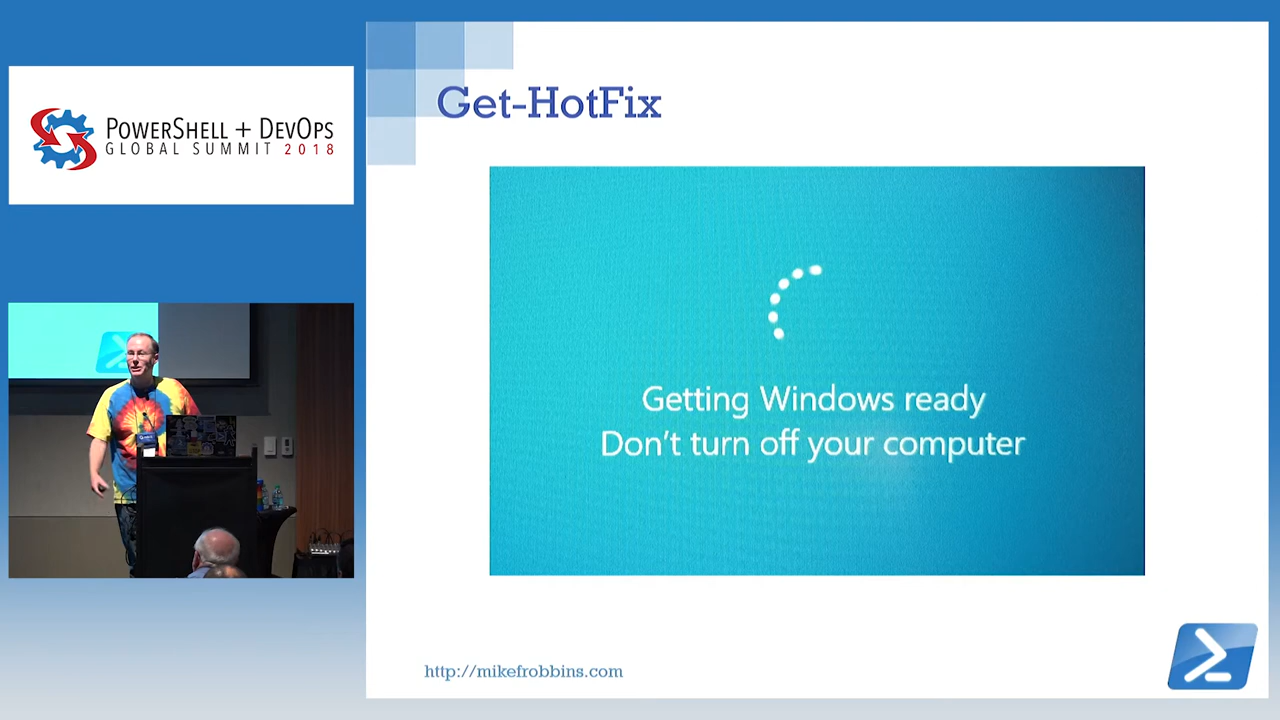 POWERSHELL + DEVOPS
GLOBAL SUMMIT 2018
Get-HotFix
Getting Windows ready
Don't turn off your computer
http://mikefrobbins.com